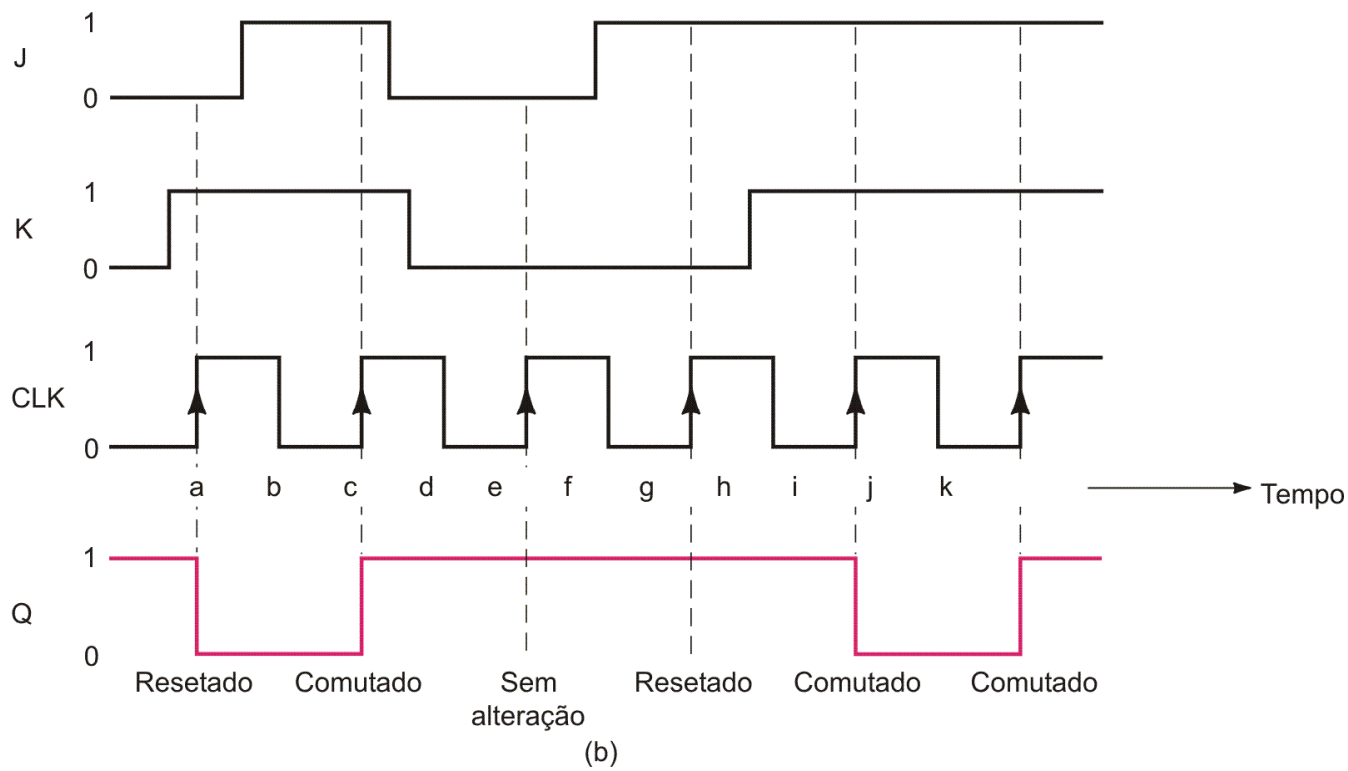 1
J
0
1
K
0
1
CLK
0
a b c d e f g h i j k
Tempo
1
Q
0
Resetado Comutado Sem alteração Resetado Comutado Comutado
(b)